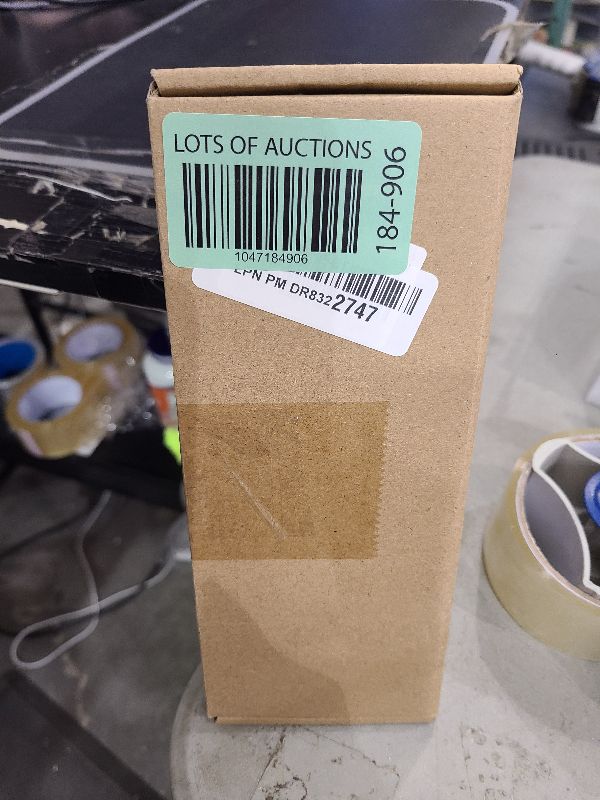 LOTS OF AUCTIONS
184-906
1047184906
LPN PM DR8322747